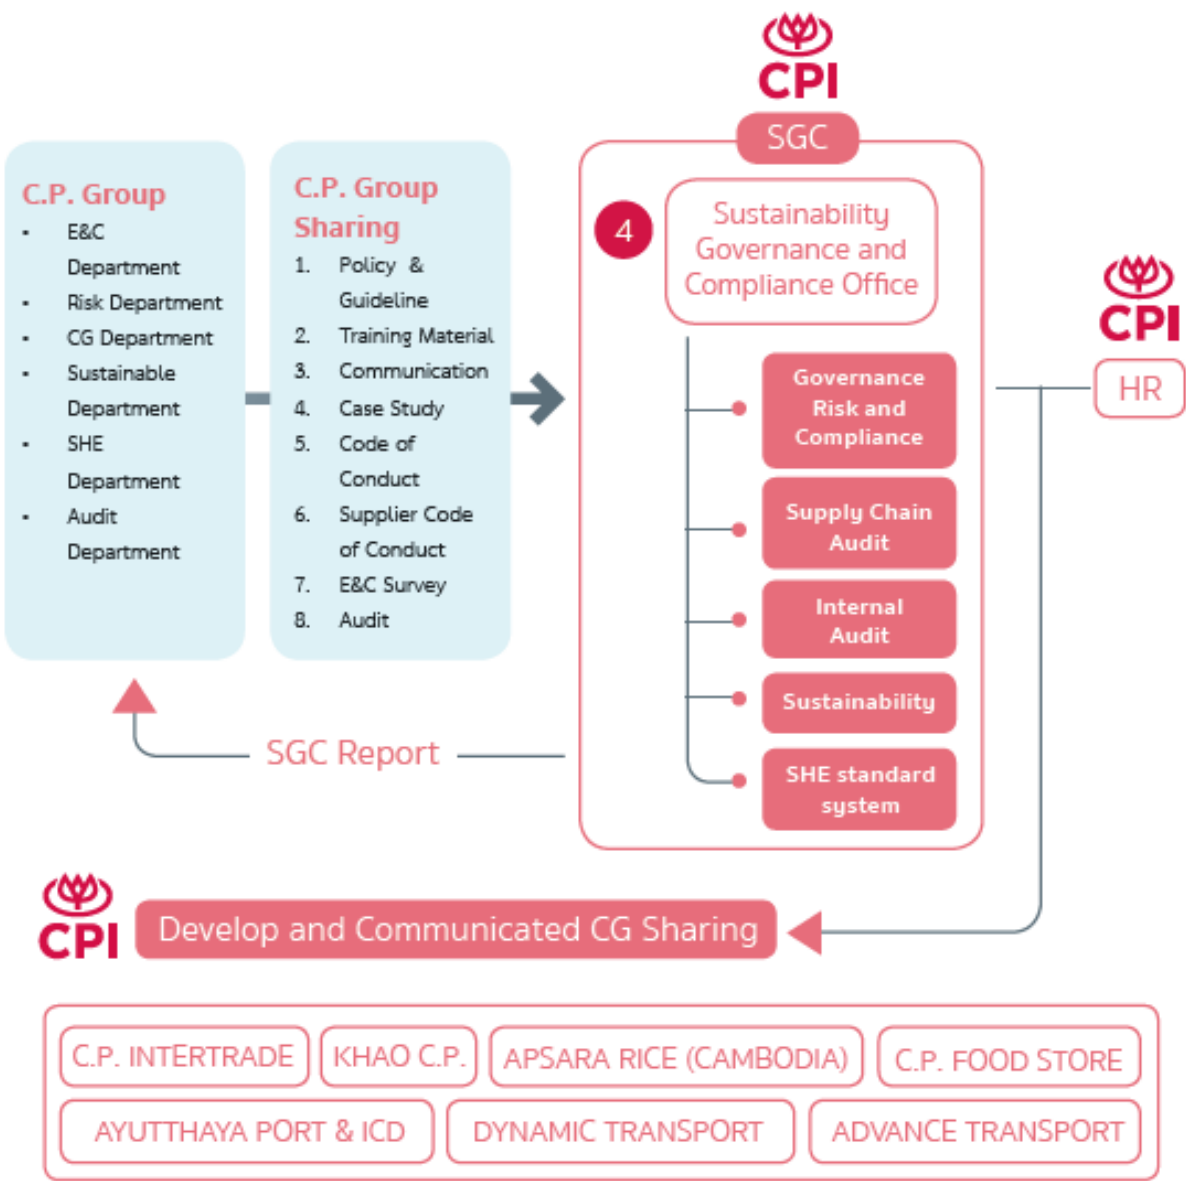 CPI
SGC
C.P. Group
▪ E&C
Department
▪ Risk Department
▪ CG Department
▪ Sustainable
Department
▪ SHE
Department
▪ Audit
Department
C.P. Group
Sharing
1. Policy &
Guideline
2. Training Material
3. Communication
4. Case Study
5. Code of
Conduct
6. Supplier Code
of Conduct
7. E&C Survey
8. Audit
4
Sustainability
Governance and
Compliance Office
Governance
Risk and
Compliance
Supply Chain
Audit
Internal
Audit
Sustainability
SHE standard
system
CPI
HR
SGC Report
CPI
Develop and Communicated CG Sharing
C.P. INTERTRADE
KHAO C.P.
APSARA RICE (CAMBODIA)
C.P. FOOD STORE
AYUTTHAYA PORT & ICD
DYNAMIC TRANSPORT
ADVANCE TRANSPORT